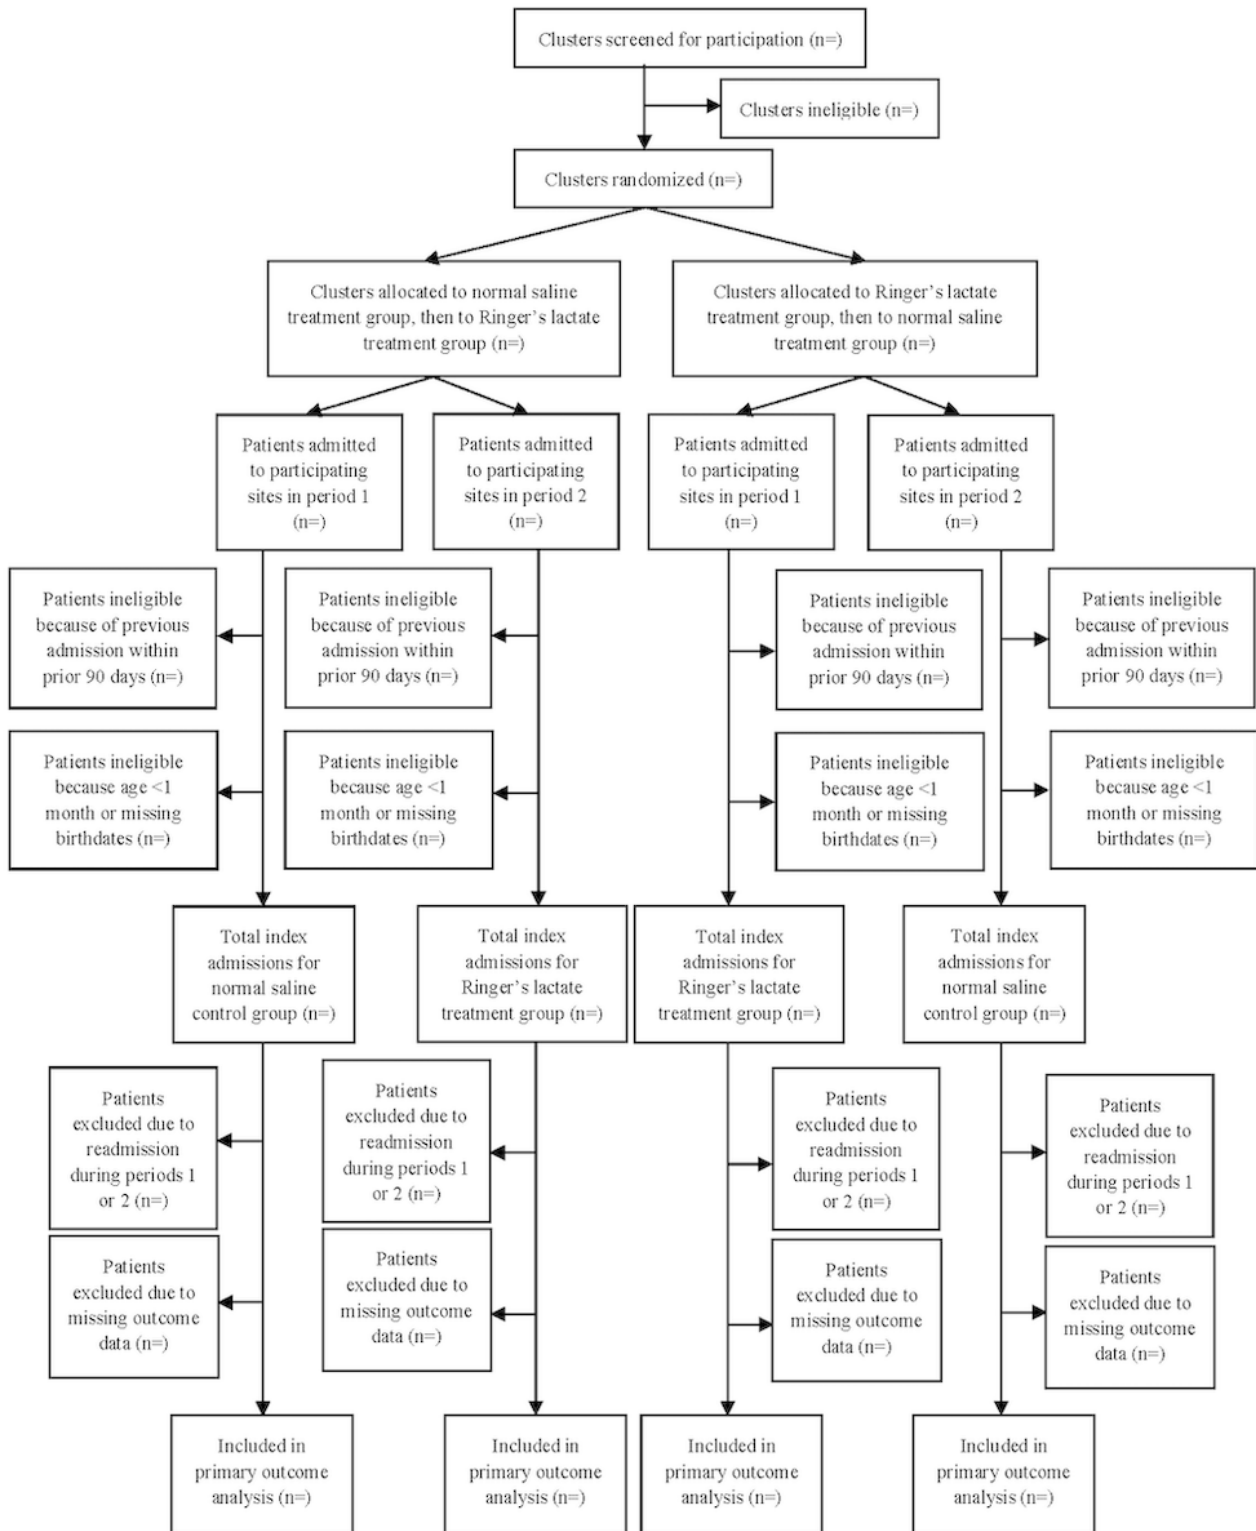 Clusters screened for participation (n=)
Clusters ineligible (n=)
Clusters randomized (n=)
Clusters allocated to normal saline
treatment group, then to Ringer's lactate
treatment group (n=)
Clusters allocated to Ringer's lactate
treatment group, then to normal saline
treatment group (n=)
Patients admitted
to participating
sites in period 1
(n=)
Patients admitted
to participating
sites in period 2
(n=)
Patients admitted
to participating
sites in period 1
(n=)
Patients admitted
to participating
sites in period 2
(n=)
Patients ineligible
because of previous
admission within
prior 90 days (n=)
Patients ineligible
because of previous
admission within
prior 90 days (n=)
Patients ineligible
because of previous
admission within
prior 90 days (n=)
Patients ineligible
because of previous
admission within
prior 90 days (n=)
Patients ineligible
because age <1
month or missing
birthdates (n=)
Patients ineligible
because age <1
month or missing
birthdates (n=)
Patients ineligible
because age <1
month or missing
birthdates (n=)
Patients ineligible
because age <1
month or missing
birthdates (n=)
Total index
admissions for
normal saline
control group (n=)
Total index
admissions for
Ringer's lactate
treatment group (n=)
Total index
admissions for
Ringer's lactate
treatment group (n=)
Total index
admissions for
normal saline
control group (n=)
Patients
excluded due to
readmission
during periods 1
or 2 (n=)
Patients
excluded due to
readmission
during periods 1
or 2 (n=)
Patients
excluded due to
readmission
during periods 1
or 2 (n=)
Patients
excluded due to
readmission
during periods 1
or 2 (n=)
Patients
excluded due to
missing outcome
data (n=)
Patients
excluded due to
missing outcome
data (n=)
Patients
excluded due to
missing outcome
data (n=)
Patients
excluded due to
missing outcome
data (n=)
Included in
primary outcome
analysis (n=)
Included in
primary outcome
analysis (n=)
Included in
primary outcome
analysis (n=)
Included in
primary outcome
analysis (n=)